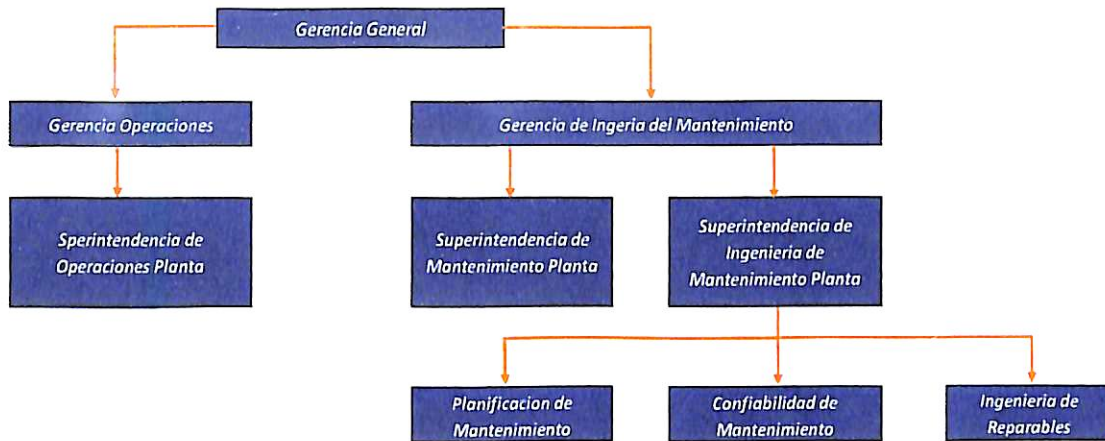 Gerencia General
Gerencia Operaciones
Gerencia de Ingeria del Mantenimiento
Sperintendencia de
Operaciones Planta
Superintendencia de
Mantenimiento Planta
Superintendencia de
Ingenieria de
Mantenimiento Planta
Planificacion de
Mantenimiento
Confiabilidad de
Mantenimiento
Ingenieria de
Reparables